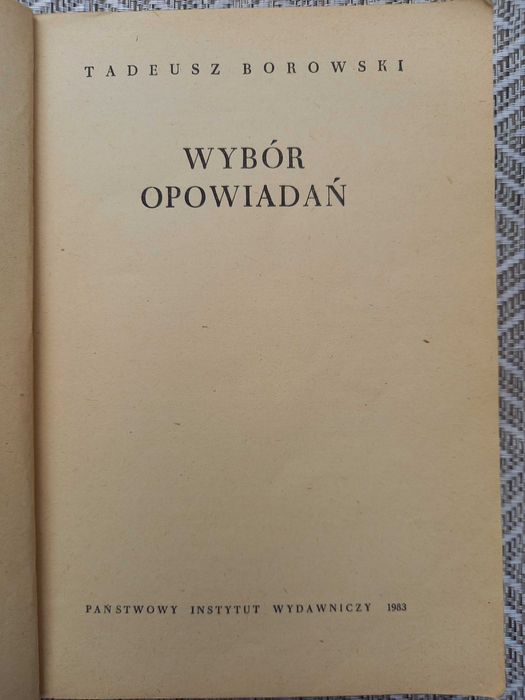 TADEUSZ BOROWSKI
WYBÓR
OPOWIADAŃ
PAŃSTWOWY INSTYTUT WYDAWNICZY 1983